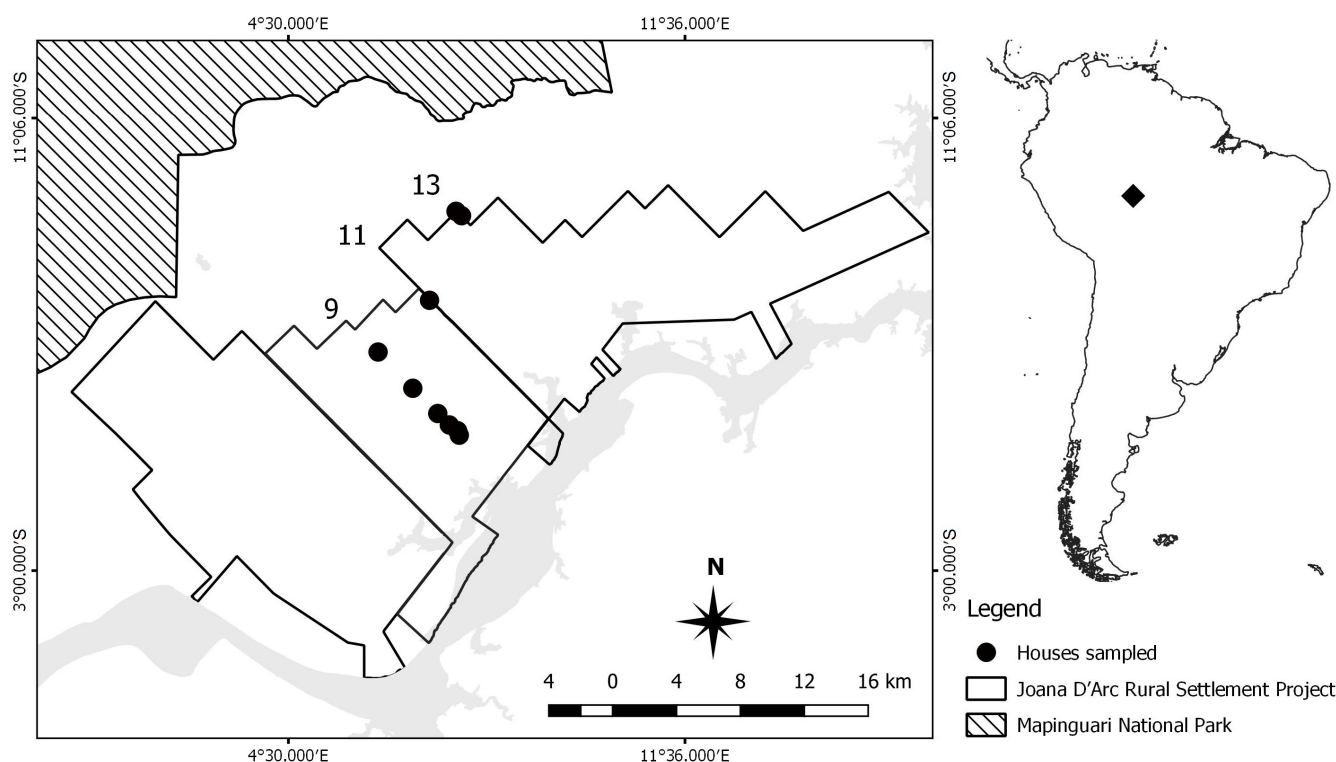 4°30.000'E 11°36.000'E
11°06.000'S
11°06.000'S
13
11
9
3°00.000'S
3°00.000'S
N
4 0 4 8 12 16 km
4°30.000'E 11°36.000'E
Legend
Houses sampled
Joana D'Arc Rural Settlement Project
Mapinguari National Park